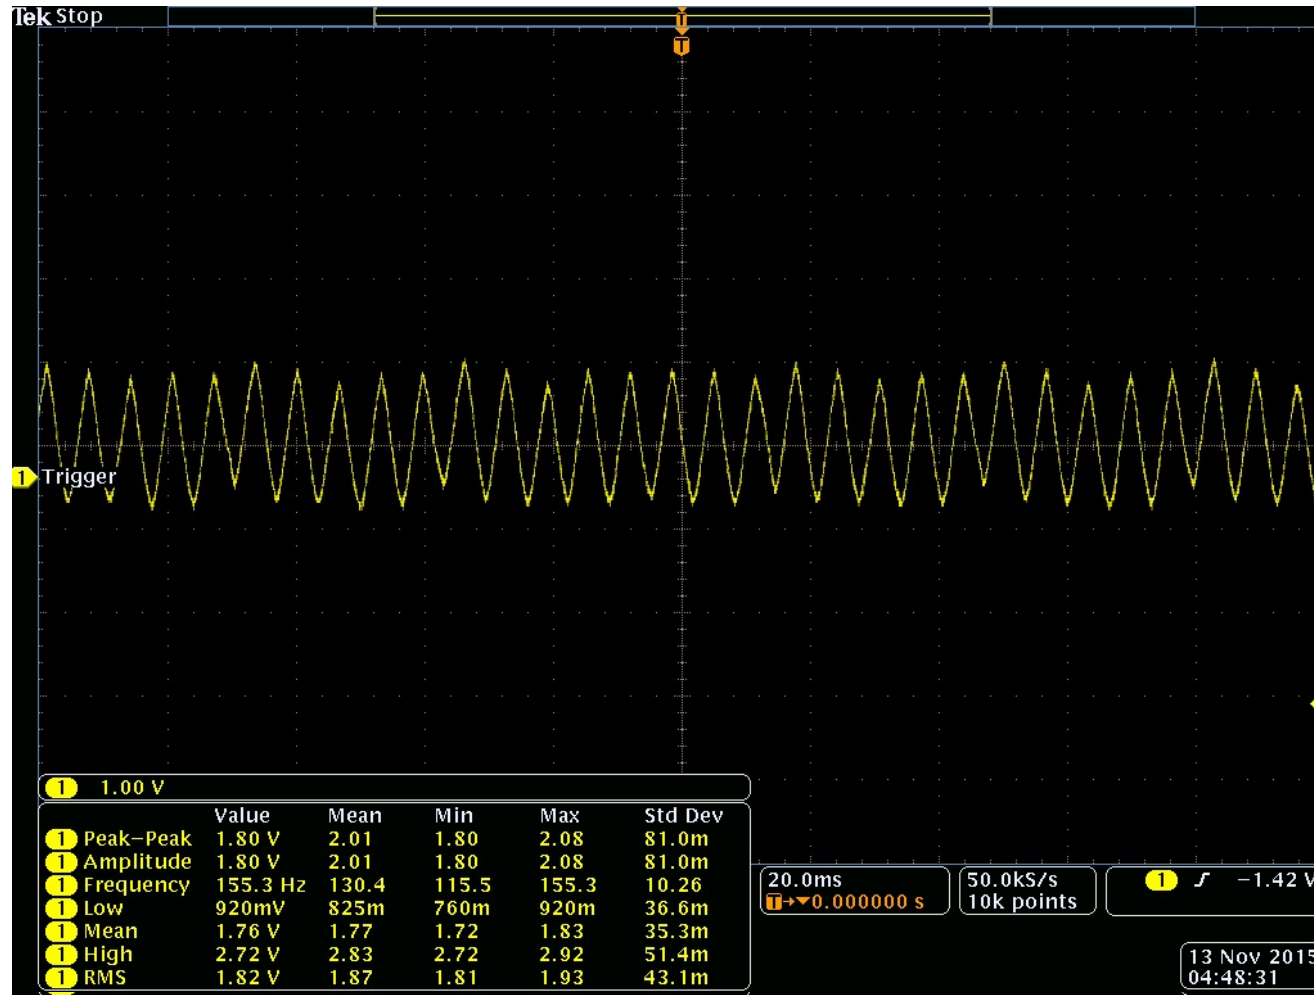 Tek Stop
T
T
1 Trigger
1 1.00 V
Value Mean Min Max Std Dev
1 Peak-Peak 1.80 V 2.01 1.80 2.08 81.0m
1 Amplitude 1.80 V 2.01 1.80 2.08 81.0m
1 Frequency 155.3 Hz 130.4 115.5 155.3 10.26
1 Low 920mV 825m 760m 920m 36.6m
1 Mean 1.76 V 1.77 1.72 1.83 35.3m
1 High 2.72 V 2.83 2.72 2.92 51.4m
1 RMS 1.82 V 1.87 1.81 1.93 43.1m
20.0ms
T→▼0.000000 s
50.0kS/s
10k points
1 ∫ −1.42 V
13 Nov 2015
04:48:31